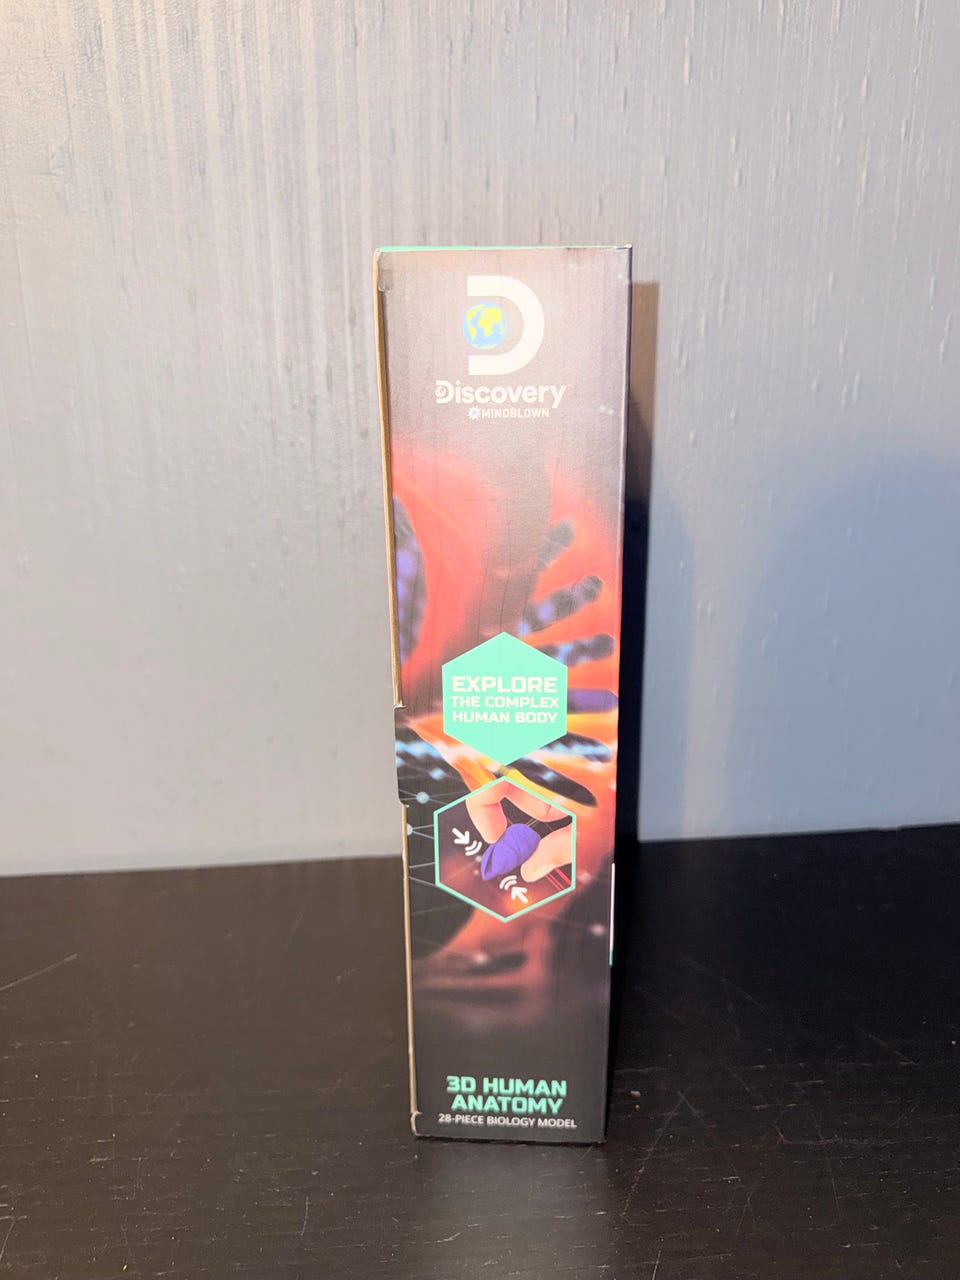 Discovery
MINDBLOWN
EXPLORE
THE COMPLEX
HUMAN BODY
3D HUMAN
ANATOMY
28-PIECE BIOLOGY MODEL